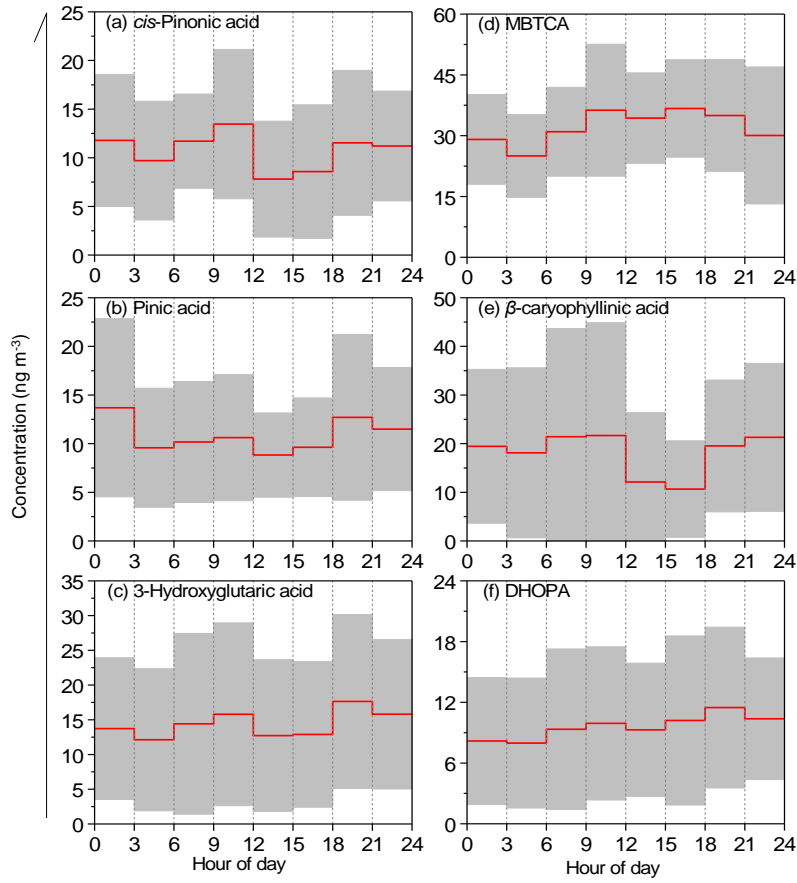 Concentration (ng m⁻³)
(a) cis-Pinonic acid
25
20
15
10
5
0
0 3 6 9 12 15 18 21 24
(b) Pinic acid
25
20
15
10
5
0
0 3 6 9 12 15 18 21 24
(c) 3-Hydroxyglutaric acid
35
30
25
20
15
10
5
0
0 3 6 9 12 15 18 21 24
Hour of day
(d) MBTCA
60
45
30
15
0
0 3 6 9 12 15 18 21 24
(e) β-caryophyllinic acid
50
40
30
20
10
0
0 3 6 9 12 15 18 21 24
(f) DHOPA
24
18
12
6
0
0 3 6 9 12 15 18 21 24
Hour of day